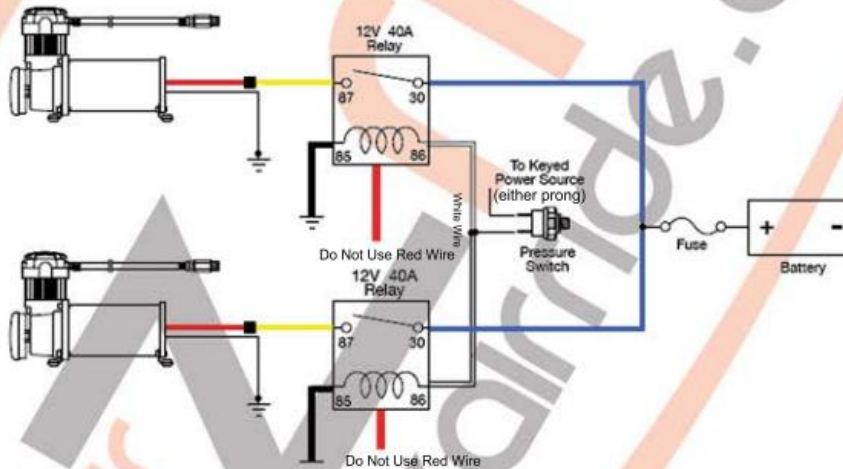 12V 40A
Relay
87
30
85
86
To Keyed
Power Source
(either prong)
White Wire
Pressure
Switch
Fuse
+
-
Battery
Do Not Use Red Wire
12V 40A
Relay
87
30
85
86
Do Not Use Red Wire